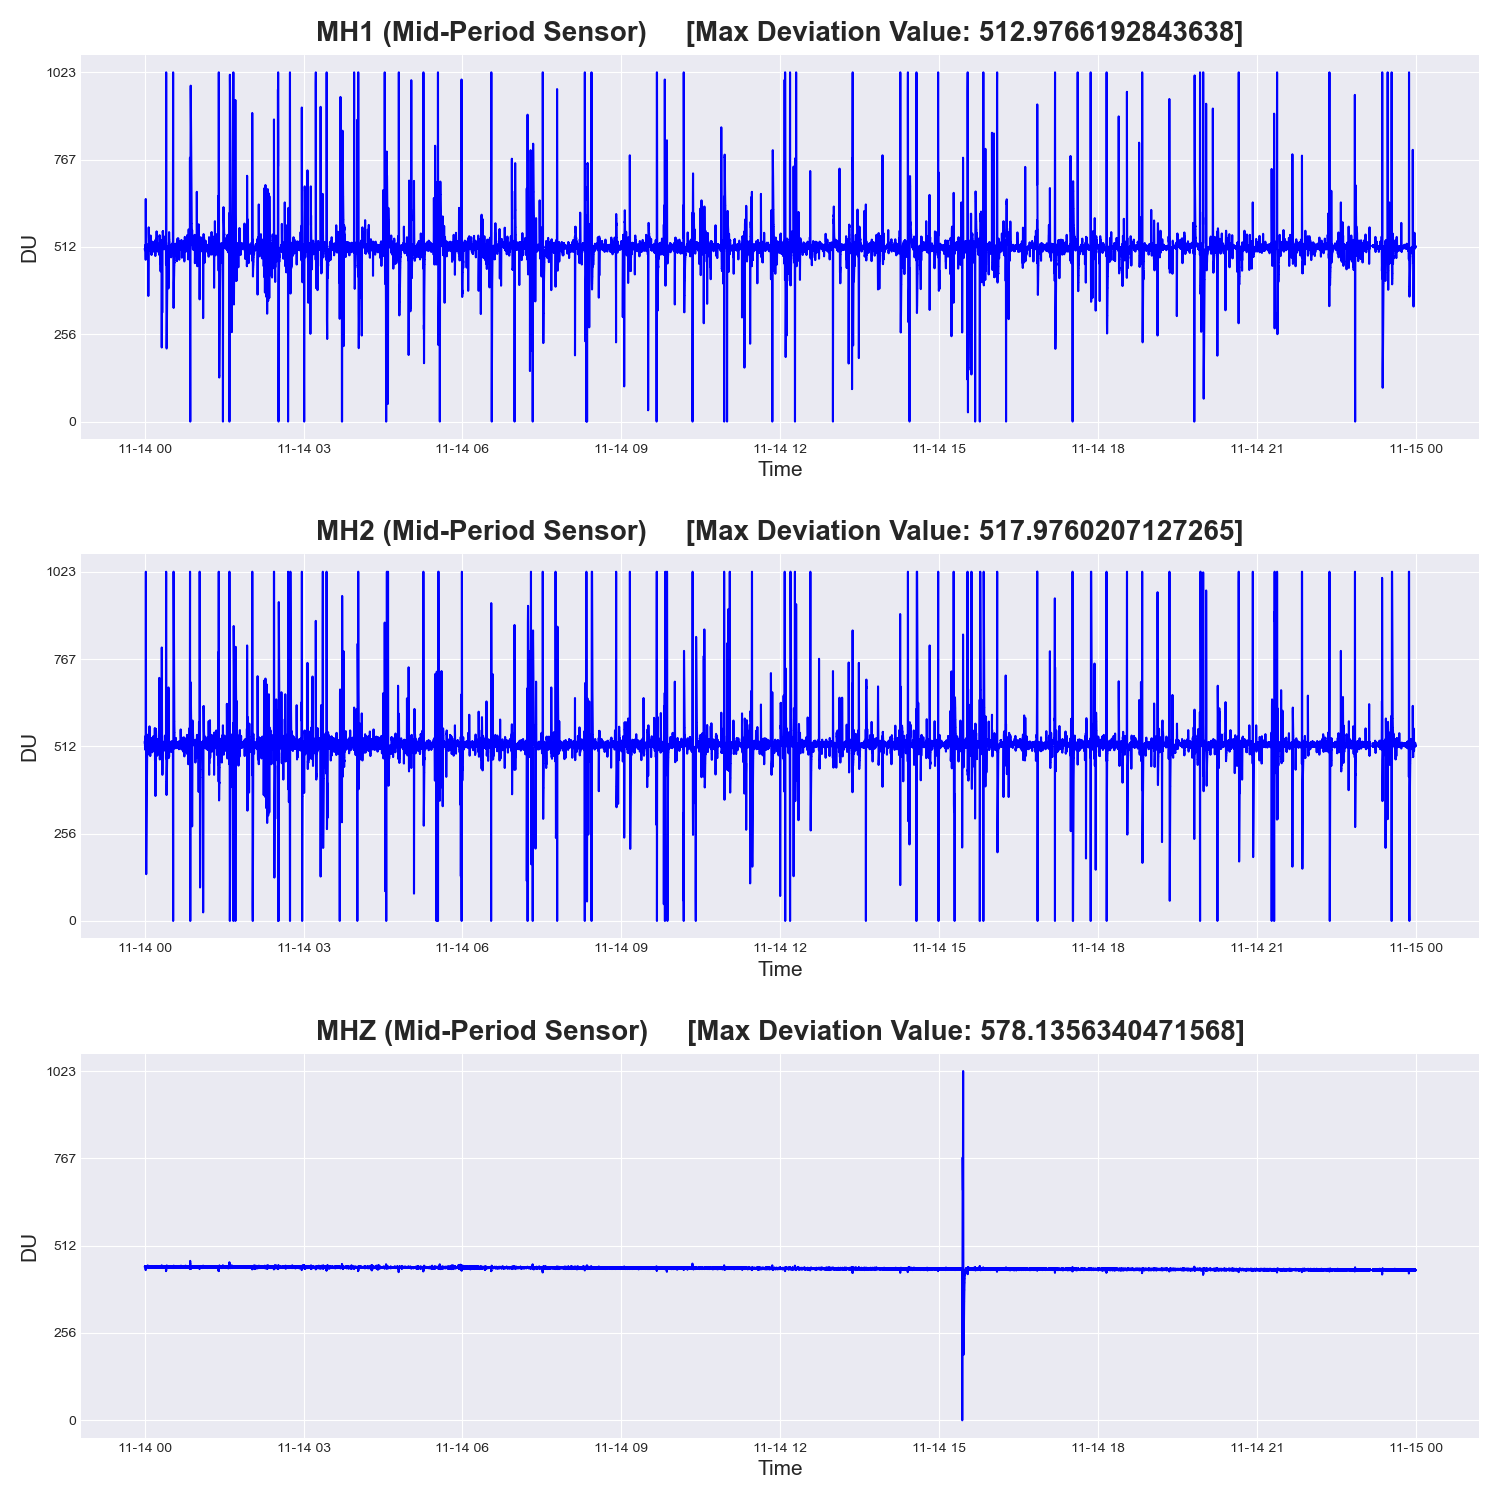 MH1 (Mid-Period Sensor)     [Max Deviation Value: 512.9766192843638]
1023
767
512
256
0
DU
11-14 00 11-14 03 11-14 06 11-14 09 11-14 12 11-14 15 11-14 18 11-14 21 11-15 00
Time
MH2 (Mid-Period Sensor)     [Max Deviation Value: 517.9760207127265]
1023
767
512
256
0
DU
11-14 00 11-14 03 11-14 06 11-14 09 11-14 12 11-14 15 11-14 18 11-14 21 11-15 00
Time
MHZ (Mid-Period Sensor)     [Max Deviation Value: 578.1356340471568]
1023
767
512
256
0
DU
11-14 00 11-14 03 11-14 06 11-14 09 11-14 12 11-14 15 11-14 18 11-14 21 11-15 00
Time